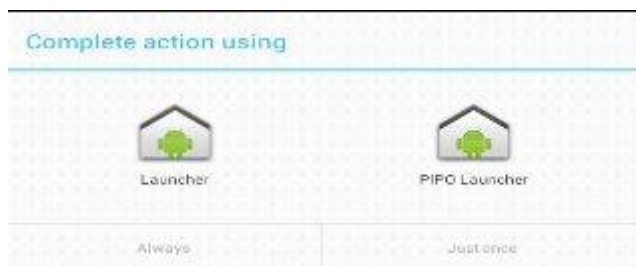 Complete action using
Launcher
PIPO Launcher
Always
Just once